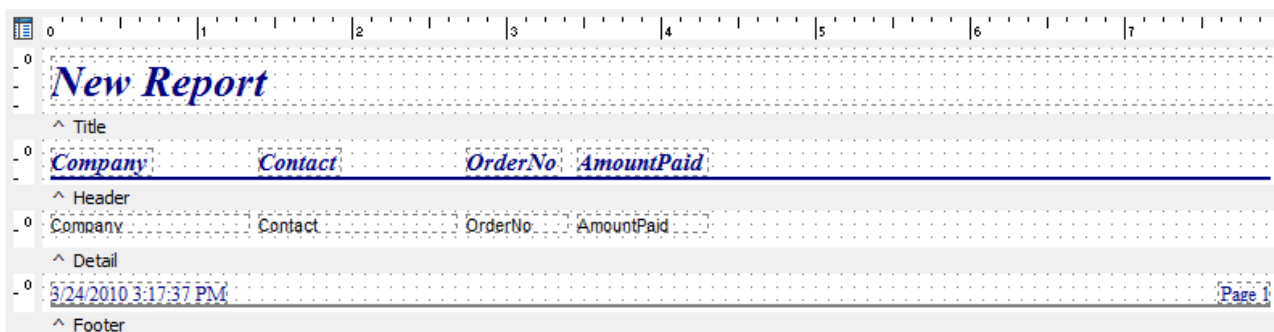 0 1 2 3 4 5 6 7
0
New Report
^ Title
0
Company Contact OrderNo AmountPaid
^ Header
0
Company Contact OrderNo AmountPaid
^ Detail
0
3/24/2010 3:17:37 PM Page 1
^ Footer